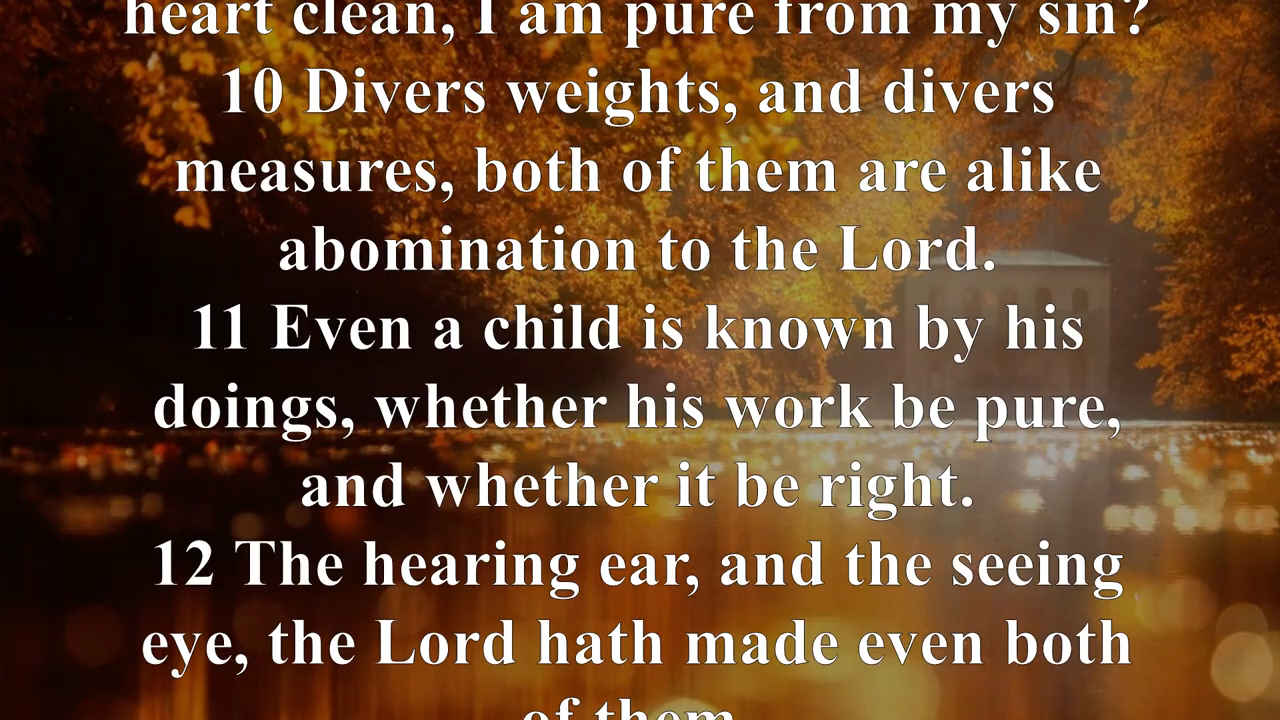 heart clean, I am pure from my sin?
10 Divers weights, and divers
measures, both of them are alike
abomination to the Lord.
11 Even a child is known by his
doings, whether his work be pure,
and whether it be right.
12 The hearing ear, and the seeing
eye, the Lord hath made even both
of them.